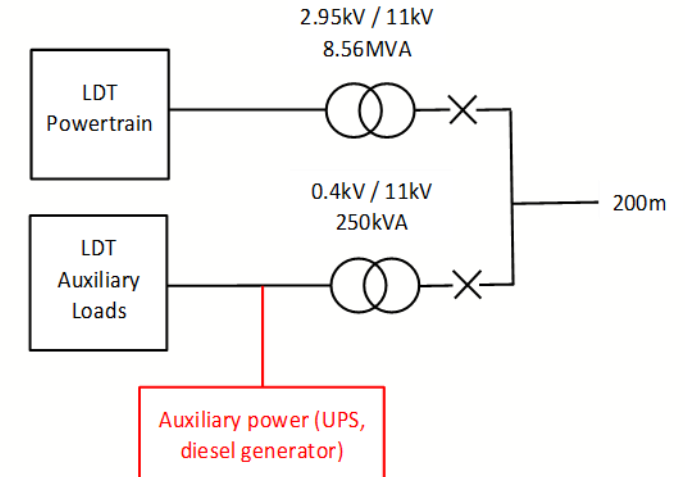 2.95kV / 11kV
8.56MVA
LDT
Powertrain
0.4kV / 11kV
250kVA
200m
LDT
Auxiliary
Loads
Auxiliary power (UPS,
diesel generator)